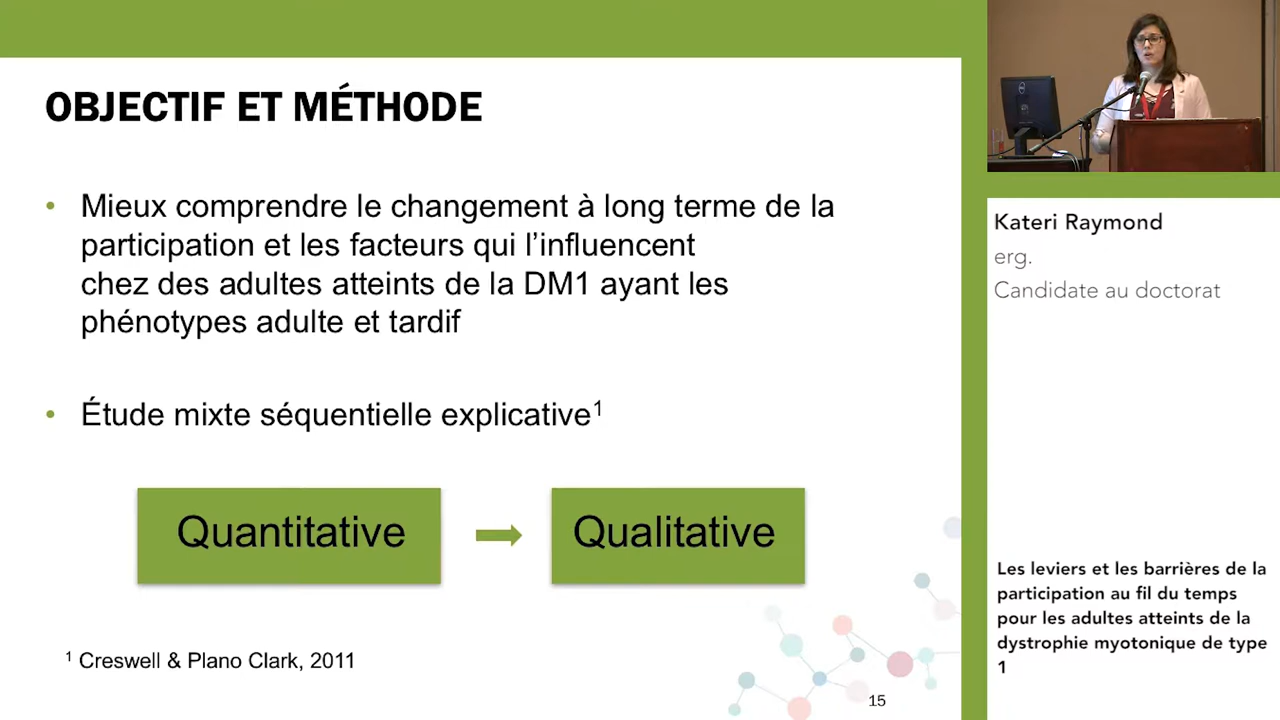 OBJECTIF ET MÉTHODE
• Mieux comprendre le changement à long terme de la
participation et les facteurs qui l’influencent
chez des adultes atteints de la DM1 ayant les
phénotypes adulte et tardif
• Étude mixte séquentielle explicative¹
Quantitative
Qualitative
¹ Creswell & Plano Clark, 2011
15
Kateri Raymond
erg.
Candidate au doctorat
Les leviers et les barrières de la
participation au fil du temps
pour les adultes atteints de la
dystrophie myotonique de type
1